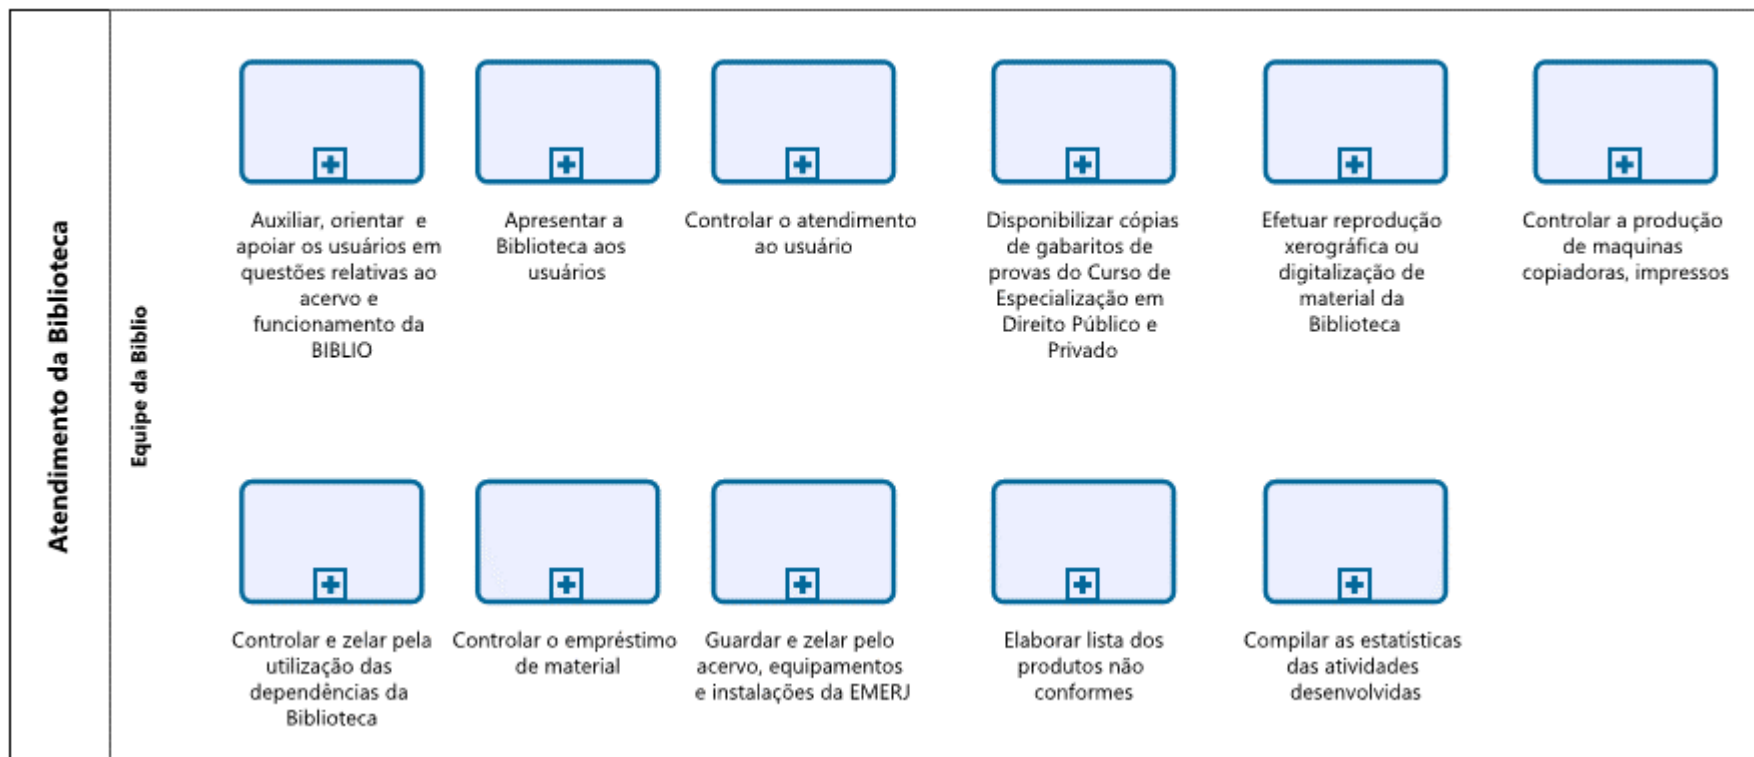 Atendimento da Biblioteca
Equipe da Biblio
Auxiliar, orientar e
apoiar os usuários em
questões relativas ao
acervo e
funcionamento da
BIBLIO
Apresentar a
Biblioteca aos
usuários
Controlar o atendimento
ao usuário
Disponibilizar cópias
de gabaritos de
provas do Curso de
Especialização em
Direito Público e
Privado
Efetuar reprodução
xerográfica ou
digitalização de
material da
Biblioteca
Controlar a produção
de maquinas
copiadoras, impressos
Controlar e zelar pela
utilização das
dependências da
Biblioteca
Controlar o empréstimo
de material
Guardar e zelar pelo
acervo, equipamentos
e instalações da EMERJ
Elaborar lista dos
produtos não
conformes
Compilar as estatísticas
das atividades
desenvolvidas